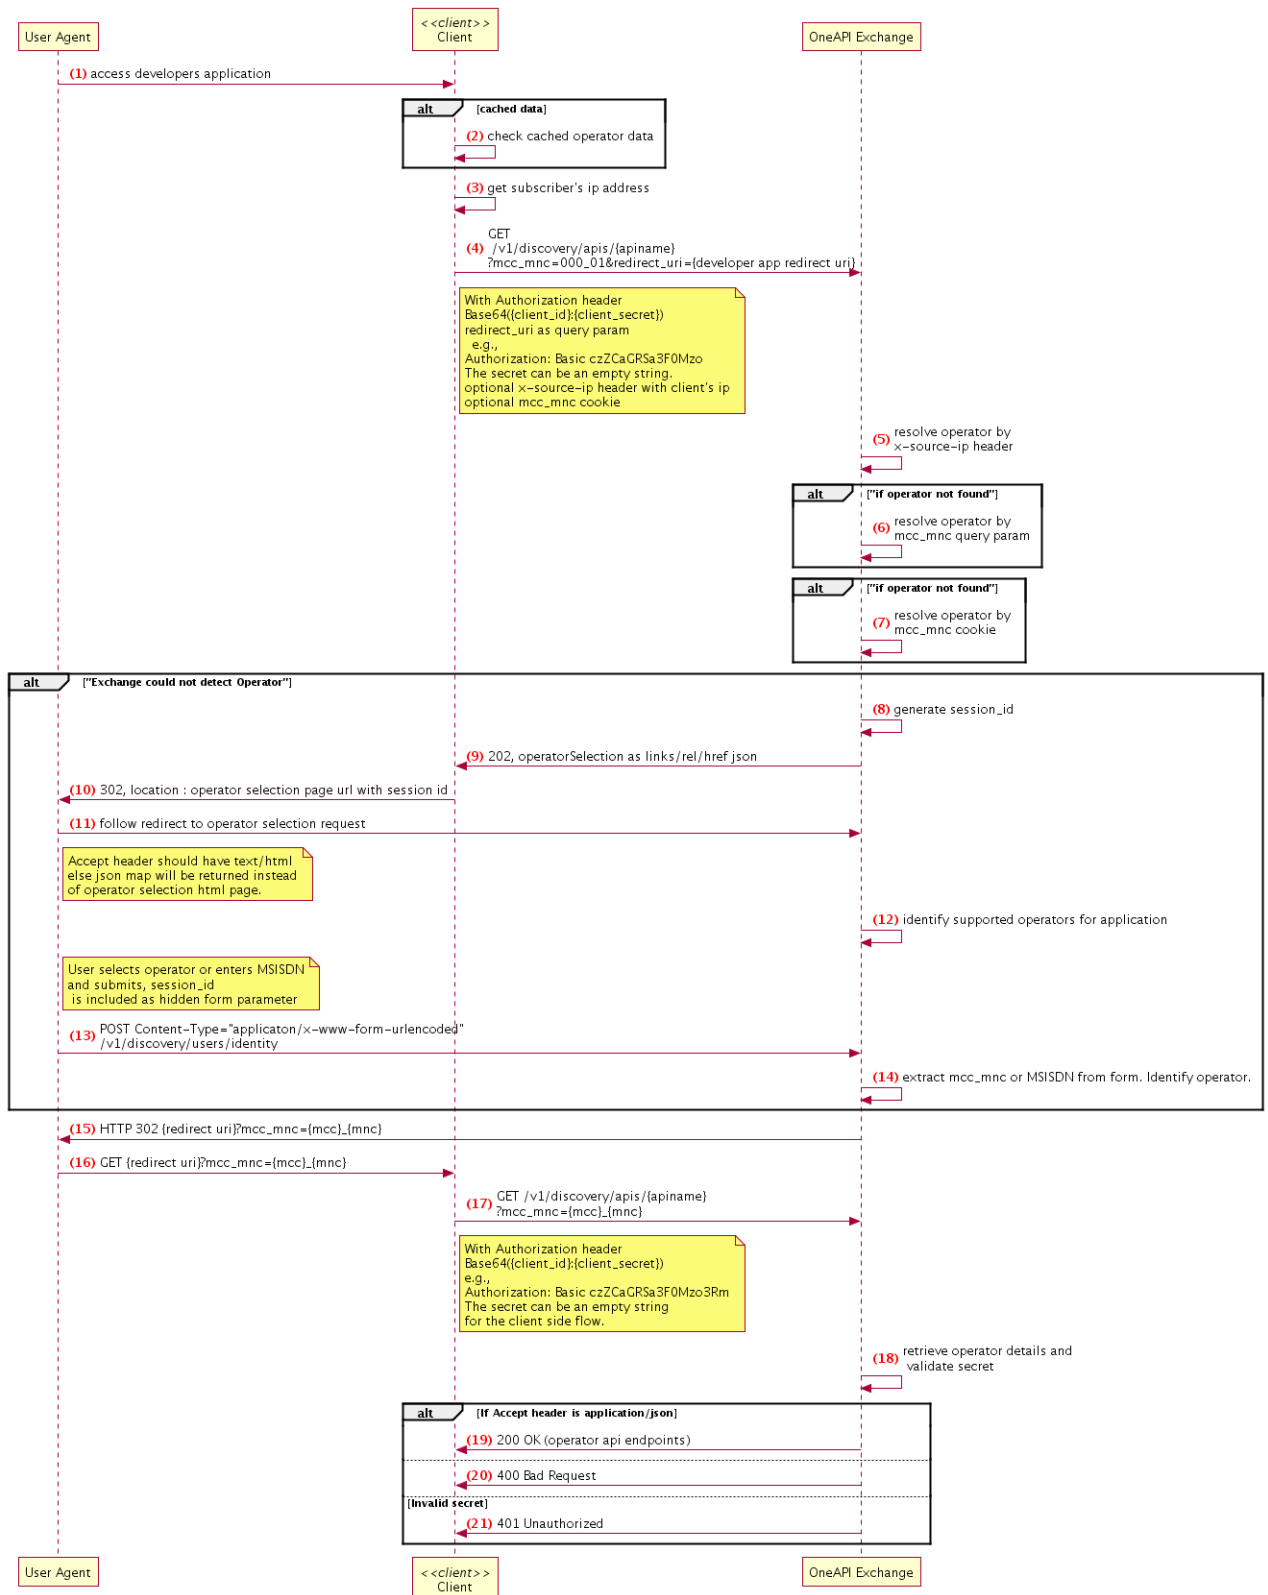 <<client>>
User Agent
Client
OneAPI Exchange
(1) access developers application
alt [cached data]
(2) check cached operator data
(3) get subscriber's ip address
GET
(4) /v1/discovery/apis/{apiname}
?mcc_mnc=000_01&redirect_uri={developer app redirect uri}
With Authorization header
Base64({client_id}:{client_secret})
redirect_uri as query param
e.g.,
Authorization: Basic czZCaGRSa3F0Mzo
The secret can be an empty string.
optional x-source-ip header with client's ip
optional mcc_mnc cookie
(5) resolve operator by
x-source-ip header
alt ["if operator not found"]
(6) resolve operator by
mcc_mnc query param
alt ["if operator not found"]
(7) resolve operator by
mcc_mnc cookie
alt ["Exchange could not detect Operator"]
(8) generate session_id
(9) 202, operatorSelection as links/rel/href json
(10) 302, location : operator selection page url with session id
(11) follow redirect to operator selection request
Accept header should have text/html
else json map will be returned instead
of operator selection html page.
(12) identify supported operators for application
User selects operator or enters MSISDN
and submits, session_id
is included as hidden form parameter
(13) POST Content-Type="applicaton/x-www-form-urlencoded"
/v1/discovery/users/identity
(14) extract mcc_mnc or MSISDN from form. Identify operator.
(15) HTTP 302 {redirect uri}?mcc_mnc={mcc}_{mnc}
(16) GET {redirect uri}?mcc_mnc={mcc}_{mnc}
(17) GET /v1/discovery/apis/{apiname}
?mcc_mnc={mcc}_{mnc}
With Authorization header
Base64({client_id}:{client_secret})
e.g.,
Authorization: Basic czZCaGRSa3F0Mzo3Rm
The secret can be an empty string
for the client side flow.
(18) retrieve operator details and
validate secret
alt [If Accept header is application/json]
(19) 200 OK (operator api endpoints)
(20) 400 Bad Request
[Invalid secret]
(21) 401 Unauthorized
User Agent
<<client>>
Client
OneAPI Exchange